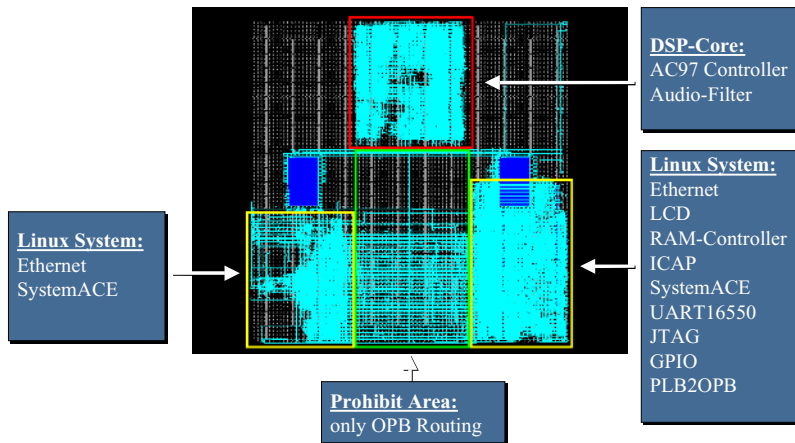 DSP-Core:
AC97 Controller
Audio-Filter
Linux System:
Ethernet
LCD
RAM-Controller
ICAP
SystemACE
UART16550
JTAG
GPIO
PLB2OPB
Linux System:
Ethernet
SystemACE
Prohibit Area:
only OPB Routing